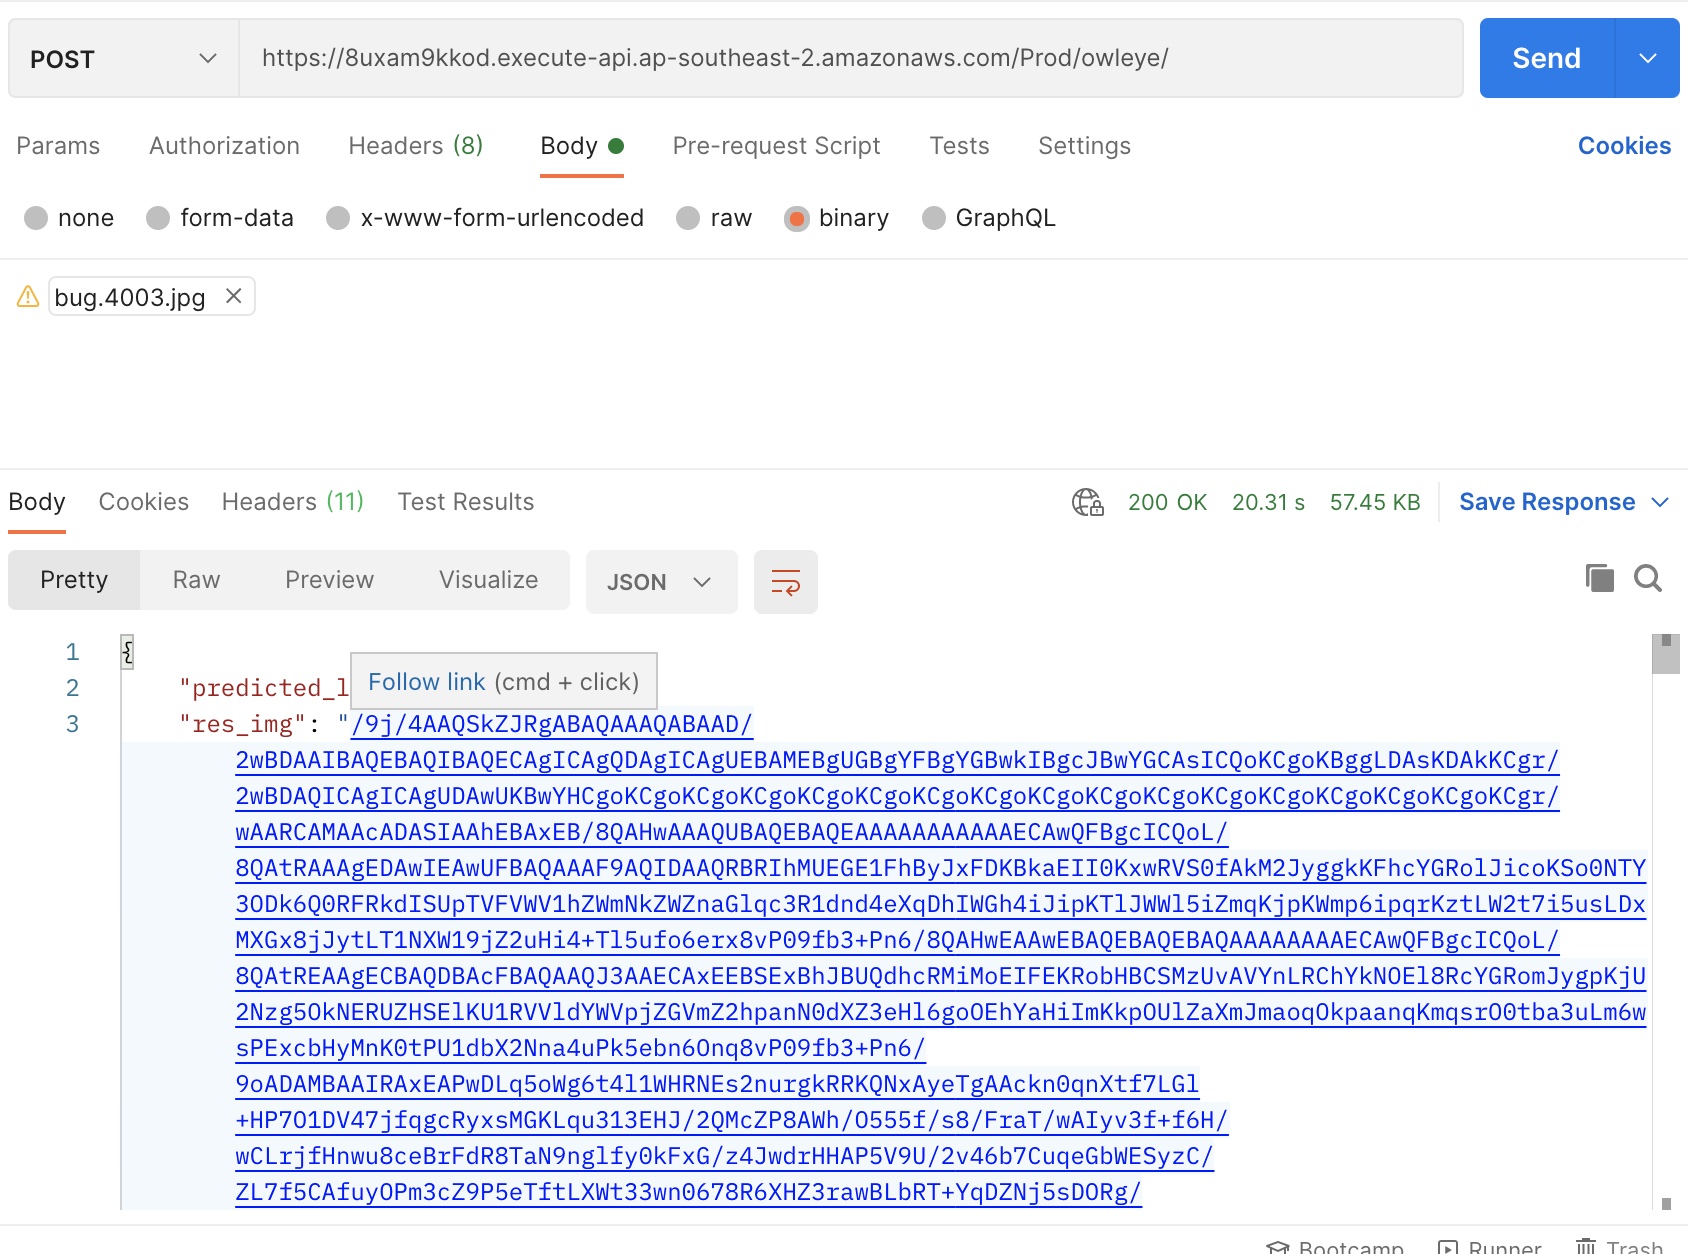 POST
https://8uxam9kkod.execute-api.ap-southeast-2.amazonaws.com/Prod/owleye/
Send
Params Authorization Headers (8) Body Pre-request Script Tests Settings Cookies
none form-data x-www-form-urlencoded raw binary GraphQL
bug.4003.jpg
Body Cookies Headers (11) Test Results 200 OK 20.31 s 57.45 KB Save Response
Pretty Raw Preview Visualize JSON
1 {
2 "predicted_l
Follow link (cmd + click)
3 "res_img": "/9j/4AAQSkZJRgABAQAAAQABAAD/
2wBDAAIBAQEBAQIBAQECAgICAgQDAgICAgUEBAMEBgUGBgYFBgYGBwkIBgcJBwYGCAsICQoKCgoKBggLDAsKDAkKCgr/
2wBDAQICAgICAgUDAwUKBwYHCgoKCgoKCgoKCgoKCgoKCgoKCgoKCgoKCgoKCgoKCgoKCgoKCgoKCgoKCgoKCgoKCgr/
wAARCAMAAcADASIAAhEBAxEB/8QAHwAAAQUBAQEBAQEAAAAAAAAAAAECAwQFBgcICQoL/
8QAtRAAAgEDAwIEAwUFBAQAAAF9AQIDAAQRBRIhMUEGE1FhByJxFDKBkaEII0KxwRVS0fAkM2JyggkKFhcYGRolJicoKSo0NTY
3ODk6Q0RFRkdISUpTVFVWV1hZWmNkZWZnaGlqc3R1dnd4eXqDhIWGh4iJipKTlJWWl5iZmqKjpKWmp6ipqrKztLW2t7i5usLDx
MXGx8jJytLT1NXW19jZ2uHi4+Tl5ufo6erx8vP09fb3+Pn6/8QAHwEAAwEBAQEBAQEBAQAAAAAAAAECAwQFBgcICQoL/
8QAtREAAgECBAQDBAcFBAQAAQJ3AAECAxEEBSExBhJBUQdhcRMiMoEIFEKRobHBCSMzUvAVYnLRChYkNOEl8RcYGRomJygpKjU
2Nzg5OkNERUZHSElKU1RVVldYWVpjZGVmZ2hpanN0dXZ3eHl6goOEhYaHiImKkpOUlZaXmJmaoqOkpaanqKmqsrO0tba3uLm6w
sPExcbHyMnK0tPU1dbX2Nna4uPk5ebn6Onq8vP09fb3+Pn6/
9oADAMBAAIRAxEAPwDLq5oWg6t4l1WHRNEs2nurgkRRKQNxAyeTgAAckn0qnXtf7LGl
+HP7O1DV47jfqgcRyxsMGKLqu313EHJ/2QMcZP8AWh/O555f/s8/FraT/wAIyv3f+f6H/
wCLrjfHnwu8ceBrFdR8TaN9nglfy0kFxG/z4JwdrHHAP5V9U/2v46b7CuqeGbWESyzC/
ZL7f5CAfuyOPm3cZ9P5eTftLXWt33wn0678R6XHZ3rawBLbRT+YqDZNj5sDORg/
Bootcamp Runner Trash